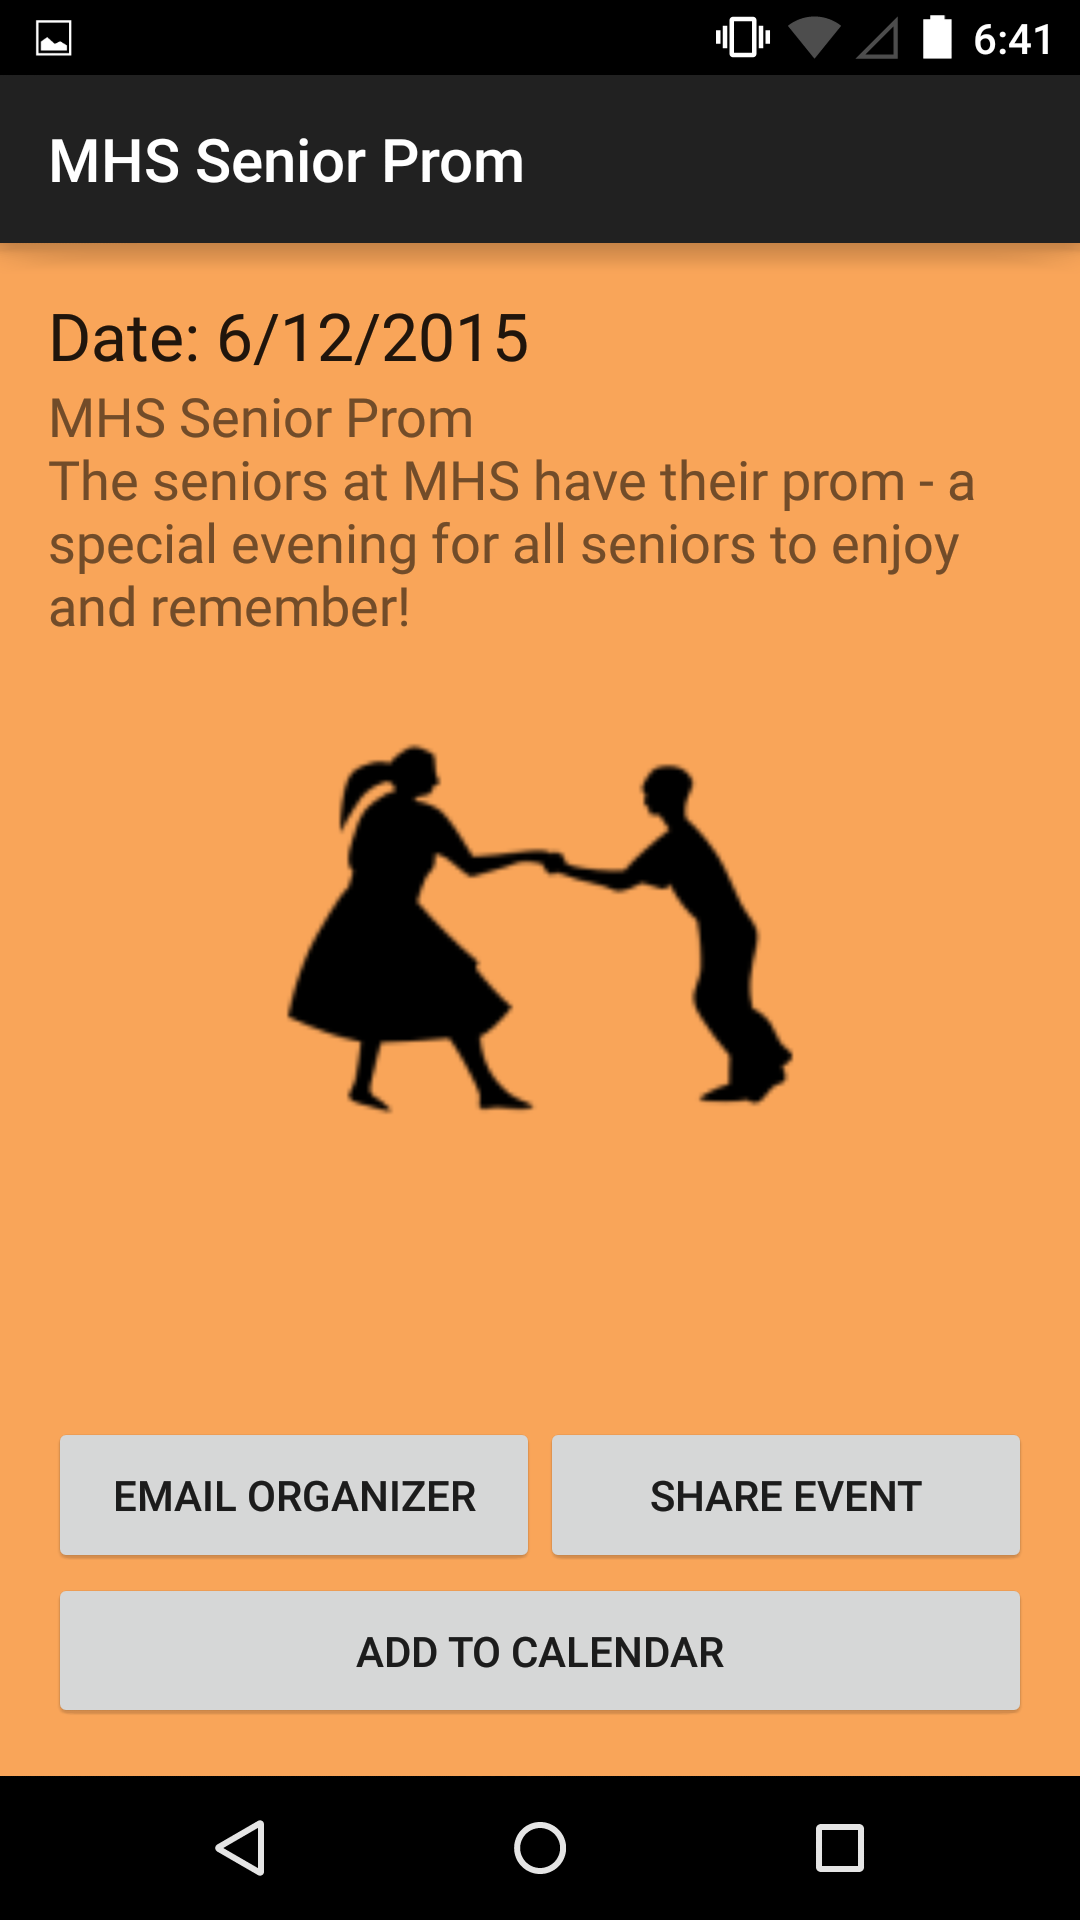 6:41
MHS Senior Prom
Date: 6/12/2015
MHS Senior Prom
The seniors at MHS have their prom - a
special evening for all seniors to enjoy
and remember!
EMAIL ORGANIZER
SHARE EVENT
ADD TO CALENDAR